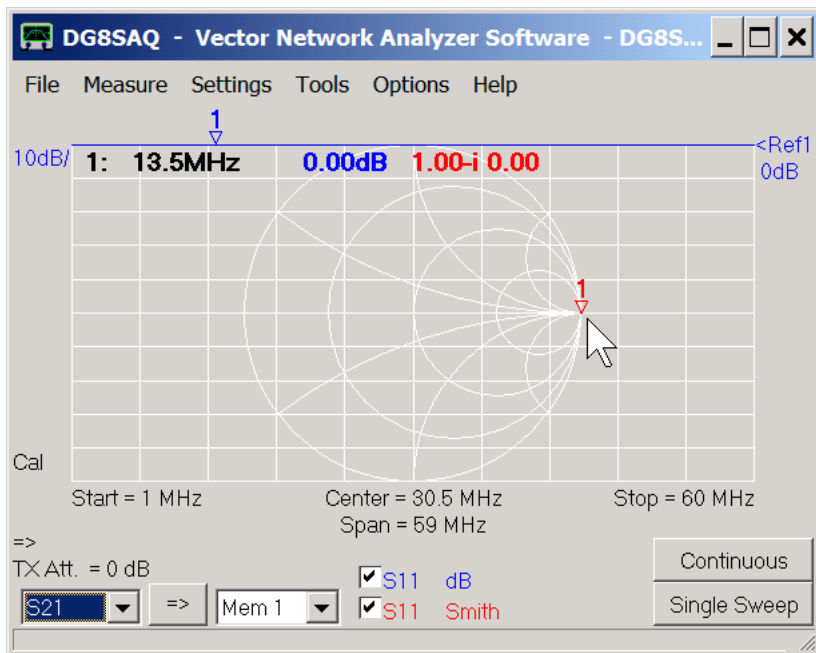 DG8SAQ - Vector Network Analyzer Software - DG8S...
File Measure Settings Tools Options Help
1
10dB/
1: 13.5MHz 0.00dB 1.00-i 0.00
<Ref1
0dB
1
Cal
Start = 1 MHz Center = 30.5 MHz Stop = 60 MHz
Span = 59 MHz
=>
TX Att. = 0 dB
S21 => Mem 1
S11 dB
S11 Smith
Continuous
Single Sweep